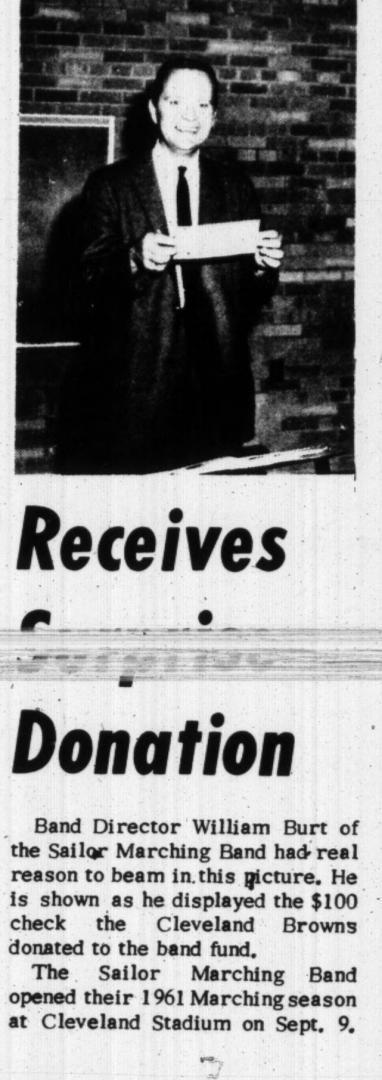 Receives
Surprise
Donation
Band Director William Burt of
the Sailor Marching Band had real
reason to beam in this picture. He
is shown as he displayed the $100
check the Cleveland Browns
donated to the band fund.
The Sailor Marching Band
opened their 1961 Marching season
at Cleveland Stadium on Sept. 9.